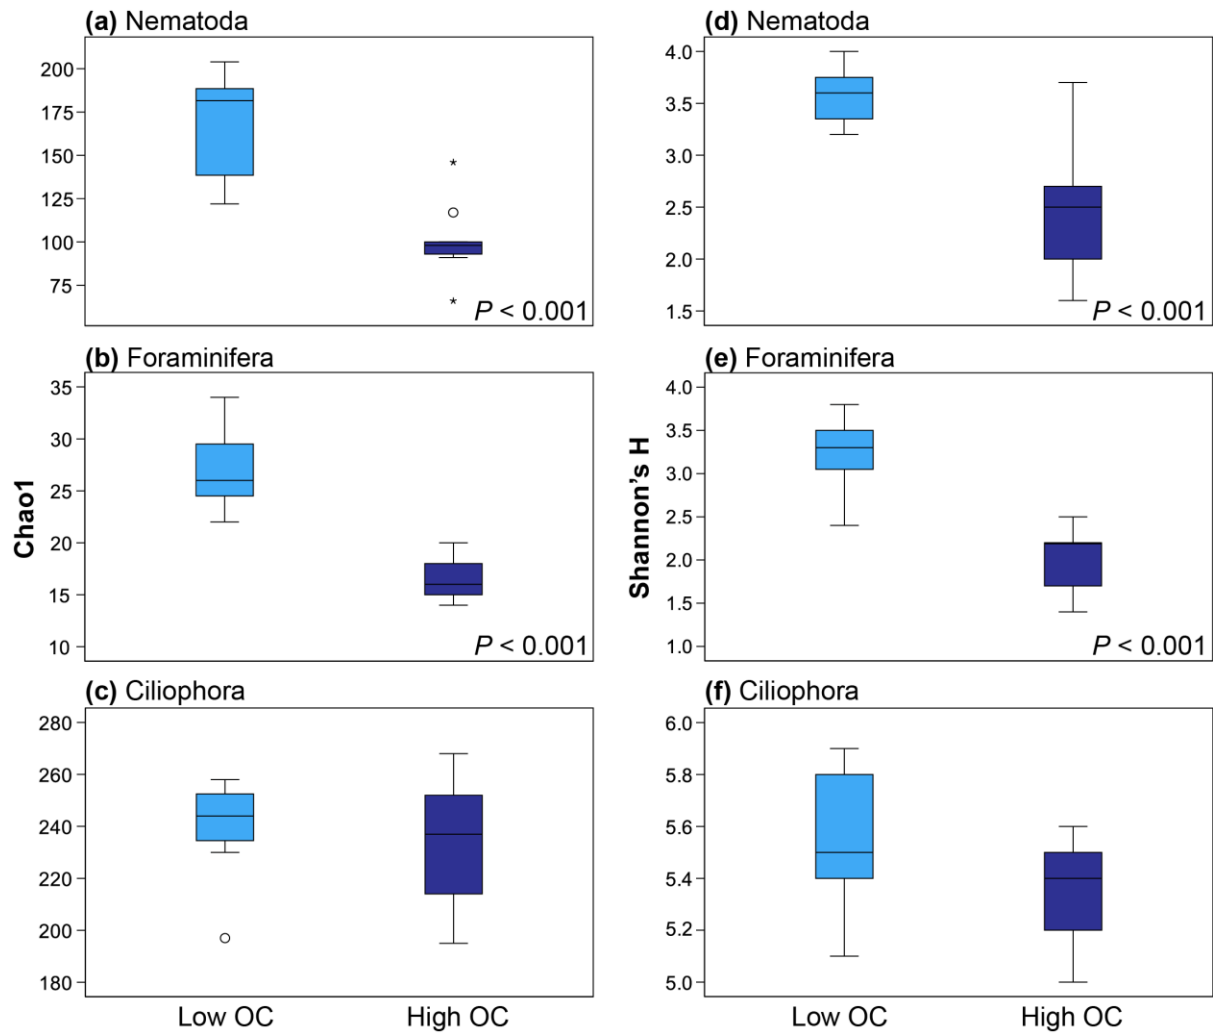 (a) Nematoda
200
175
150
125
100
75
P < 0.001
(b) Foraminifera
35
30
25
20
15
10
P < 0.001
Chao1
(c) Ciliophora
280
260
240
220
200
180
Low OC High OC
(d) Nematoda
4.0
3.5
3.0
2.5
2.0
1.5
P < 0.001
(e) Foraminifera
4.0
3.5
3.0
2.5
2.0
1.5
1.0
P < 0.001
Shannon's H
(f) Ciliophora
6.0
5.8
5.6
5.4
5.2
5.0
Low OC High OC